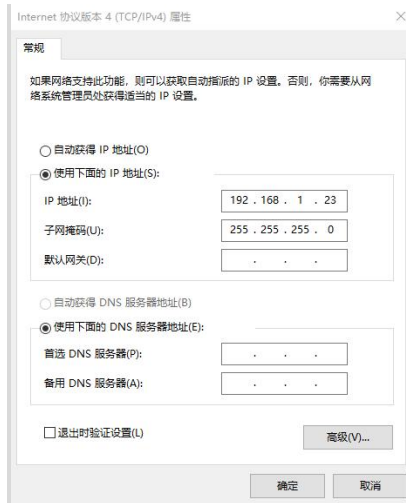 Internet 协议版本 4 (TCP/IPv4) 属性
常规
如果网络支持此功能，则可以获取自动指派的 IP 设置。否则，你需要从网
络系统管理员处获得适当的 IP 设置。
自动获得 IP 地址(O)
使用下面的 IP 地址(S):
IP 地址(I): 192 . 168 . 1 . 23
子网掩码(U): 255 . 255 . 255 . 0
默认网关(D): . . .
自动获得 DNS 服务器地址(B)
使用下面的 DNS 服务器地址(E):
首选 DNS 服务器(P): . . .
备用 DNS 服务器(A): . . .
退出时验证设置(L)
高级(V)...
确定 取消